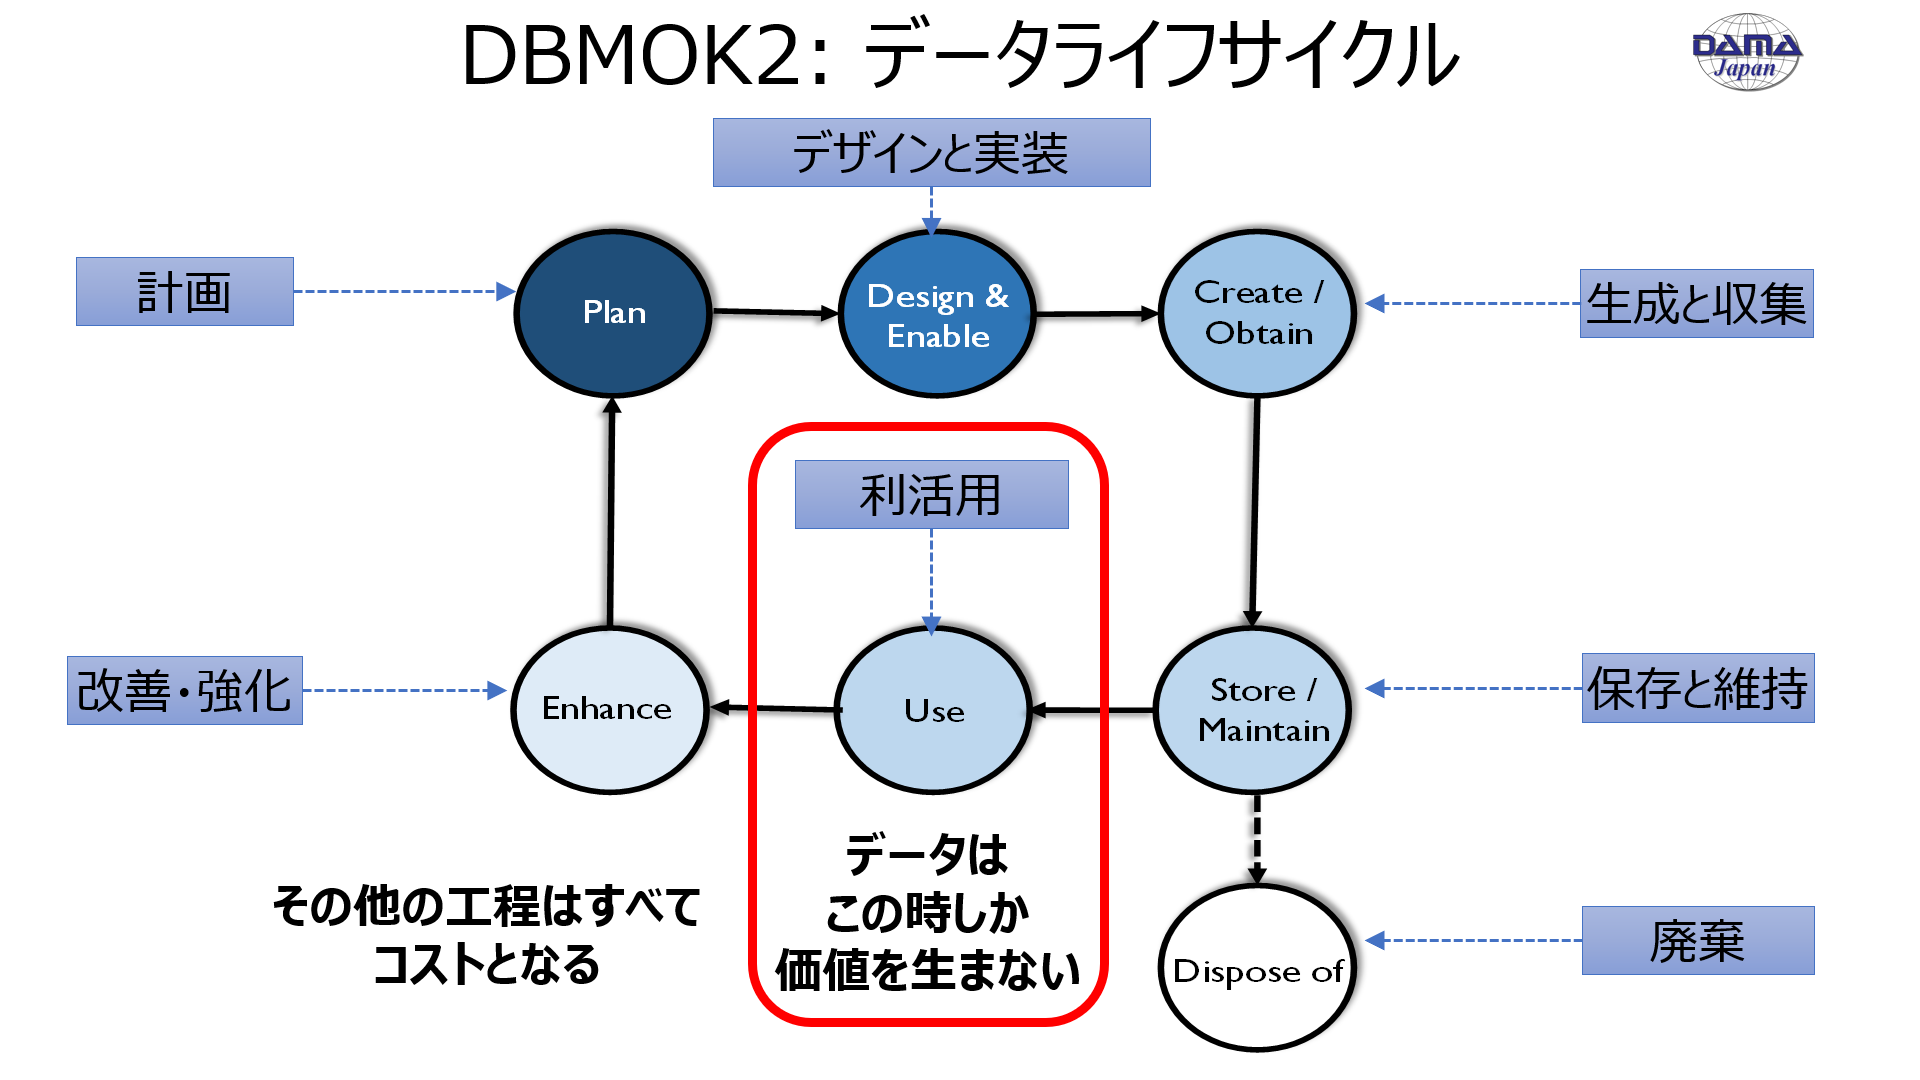 DBMOK2: データライフサイクル
DAMA
Japan
デザインと実装
計画
Plan
Design &
Enable
Create /
Obtain
生成と収集
利活用
改善・強化
Enhance
Use
Store /
Maintain
保存と維持
その他の工程はすべて
コストとなる
データは
この時しか
価値を生まない
Dispose of
廃棄